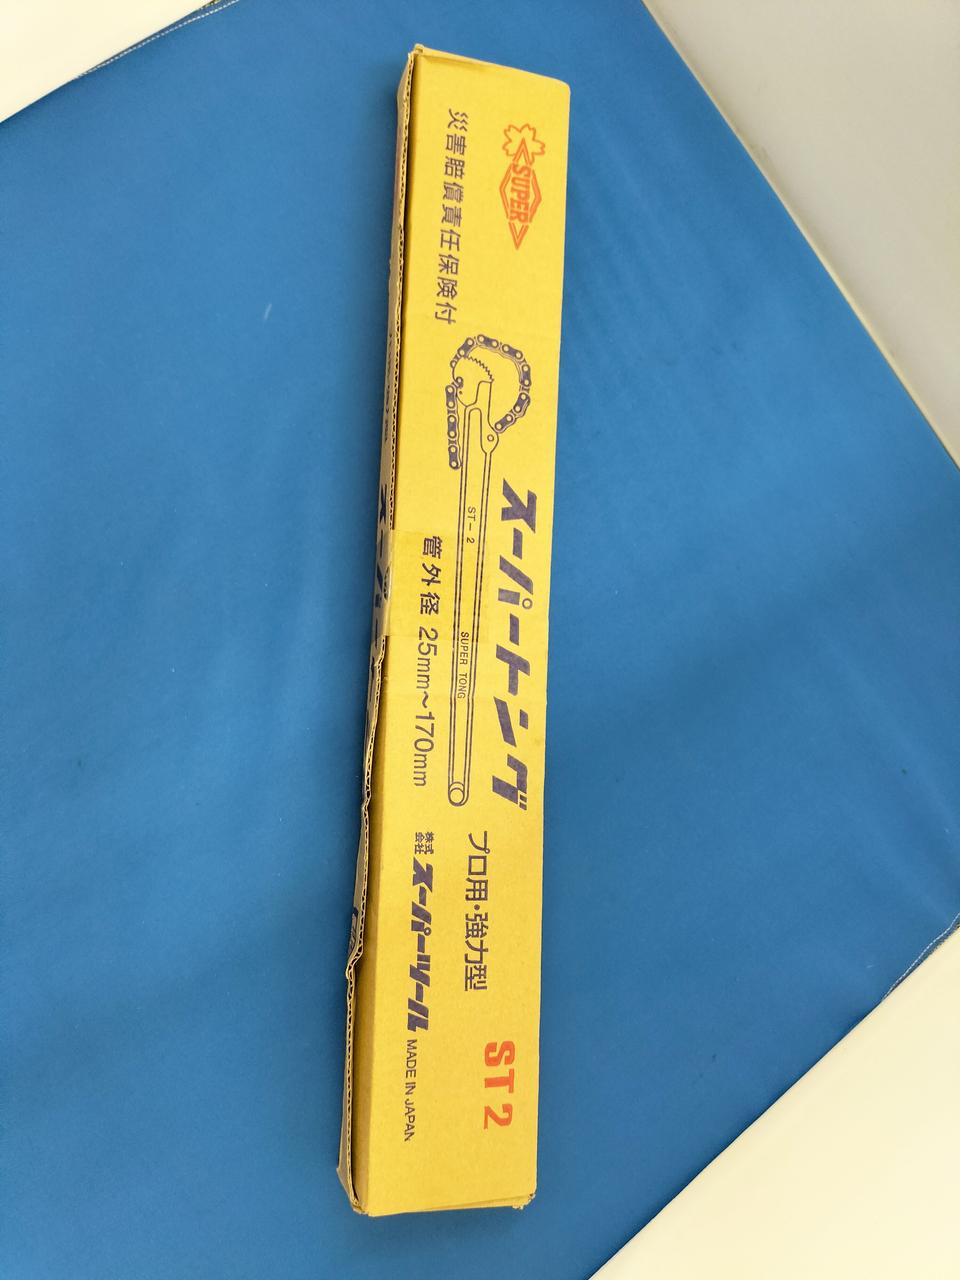 SUPER
災害賠償責任保険付
スーパートング
ST-2
SUPER TONG
管外径 25mm～170mm
プロ用・強力型
ST2
株式会社 スーパーツール MADE IN JAPAN